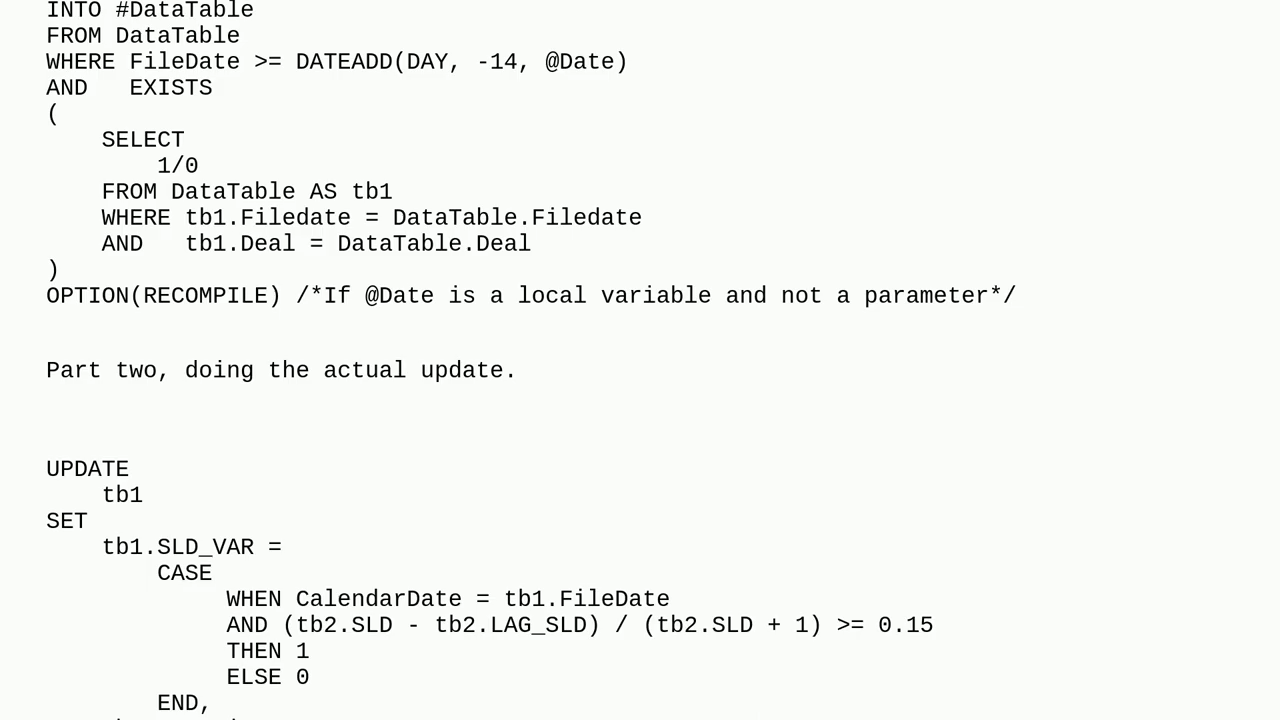 INTO #DataTable
FROM DataTable
WHERE FileDate >= DATEADD(DAY, -14, @Date)
AND   EXISTS
(
    SELECT
        1/0
    FROM DataTable AS tb1
    WHERE tb1.Filedate = DataTable.Filedate
    AND   tb1.Deal = DataTable.Deal
)
OPTION(RECOMPILE) /*If @Date is a local variable and not a parameter*/
Part two, doing the actual update.
UPDATE
    tb1
SET
    tb1.SLD_VAR =
        CASE
             WHEN CalendarDate = tb1.FileDate
             AND (tb2.SLD - tb2.LAG_SLD) / (tb2.SLD + 1) >= 0.15
             THEN 1
             ELSE 0
        END,